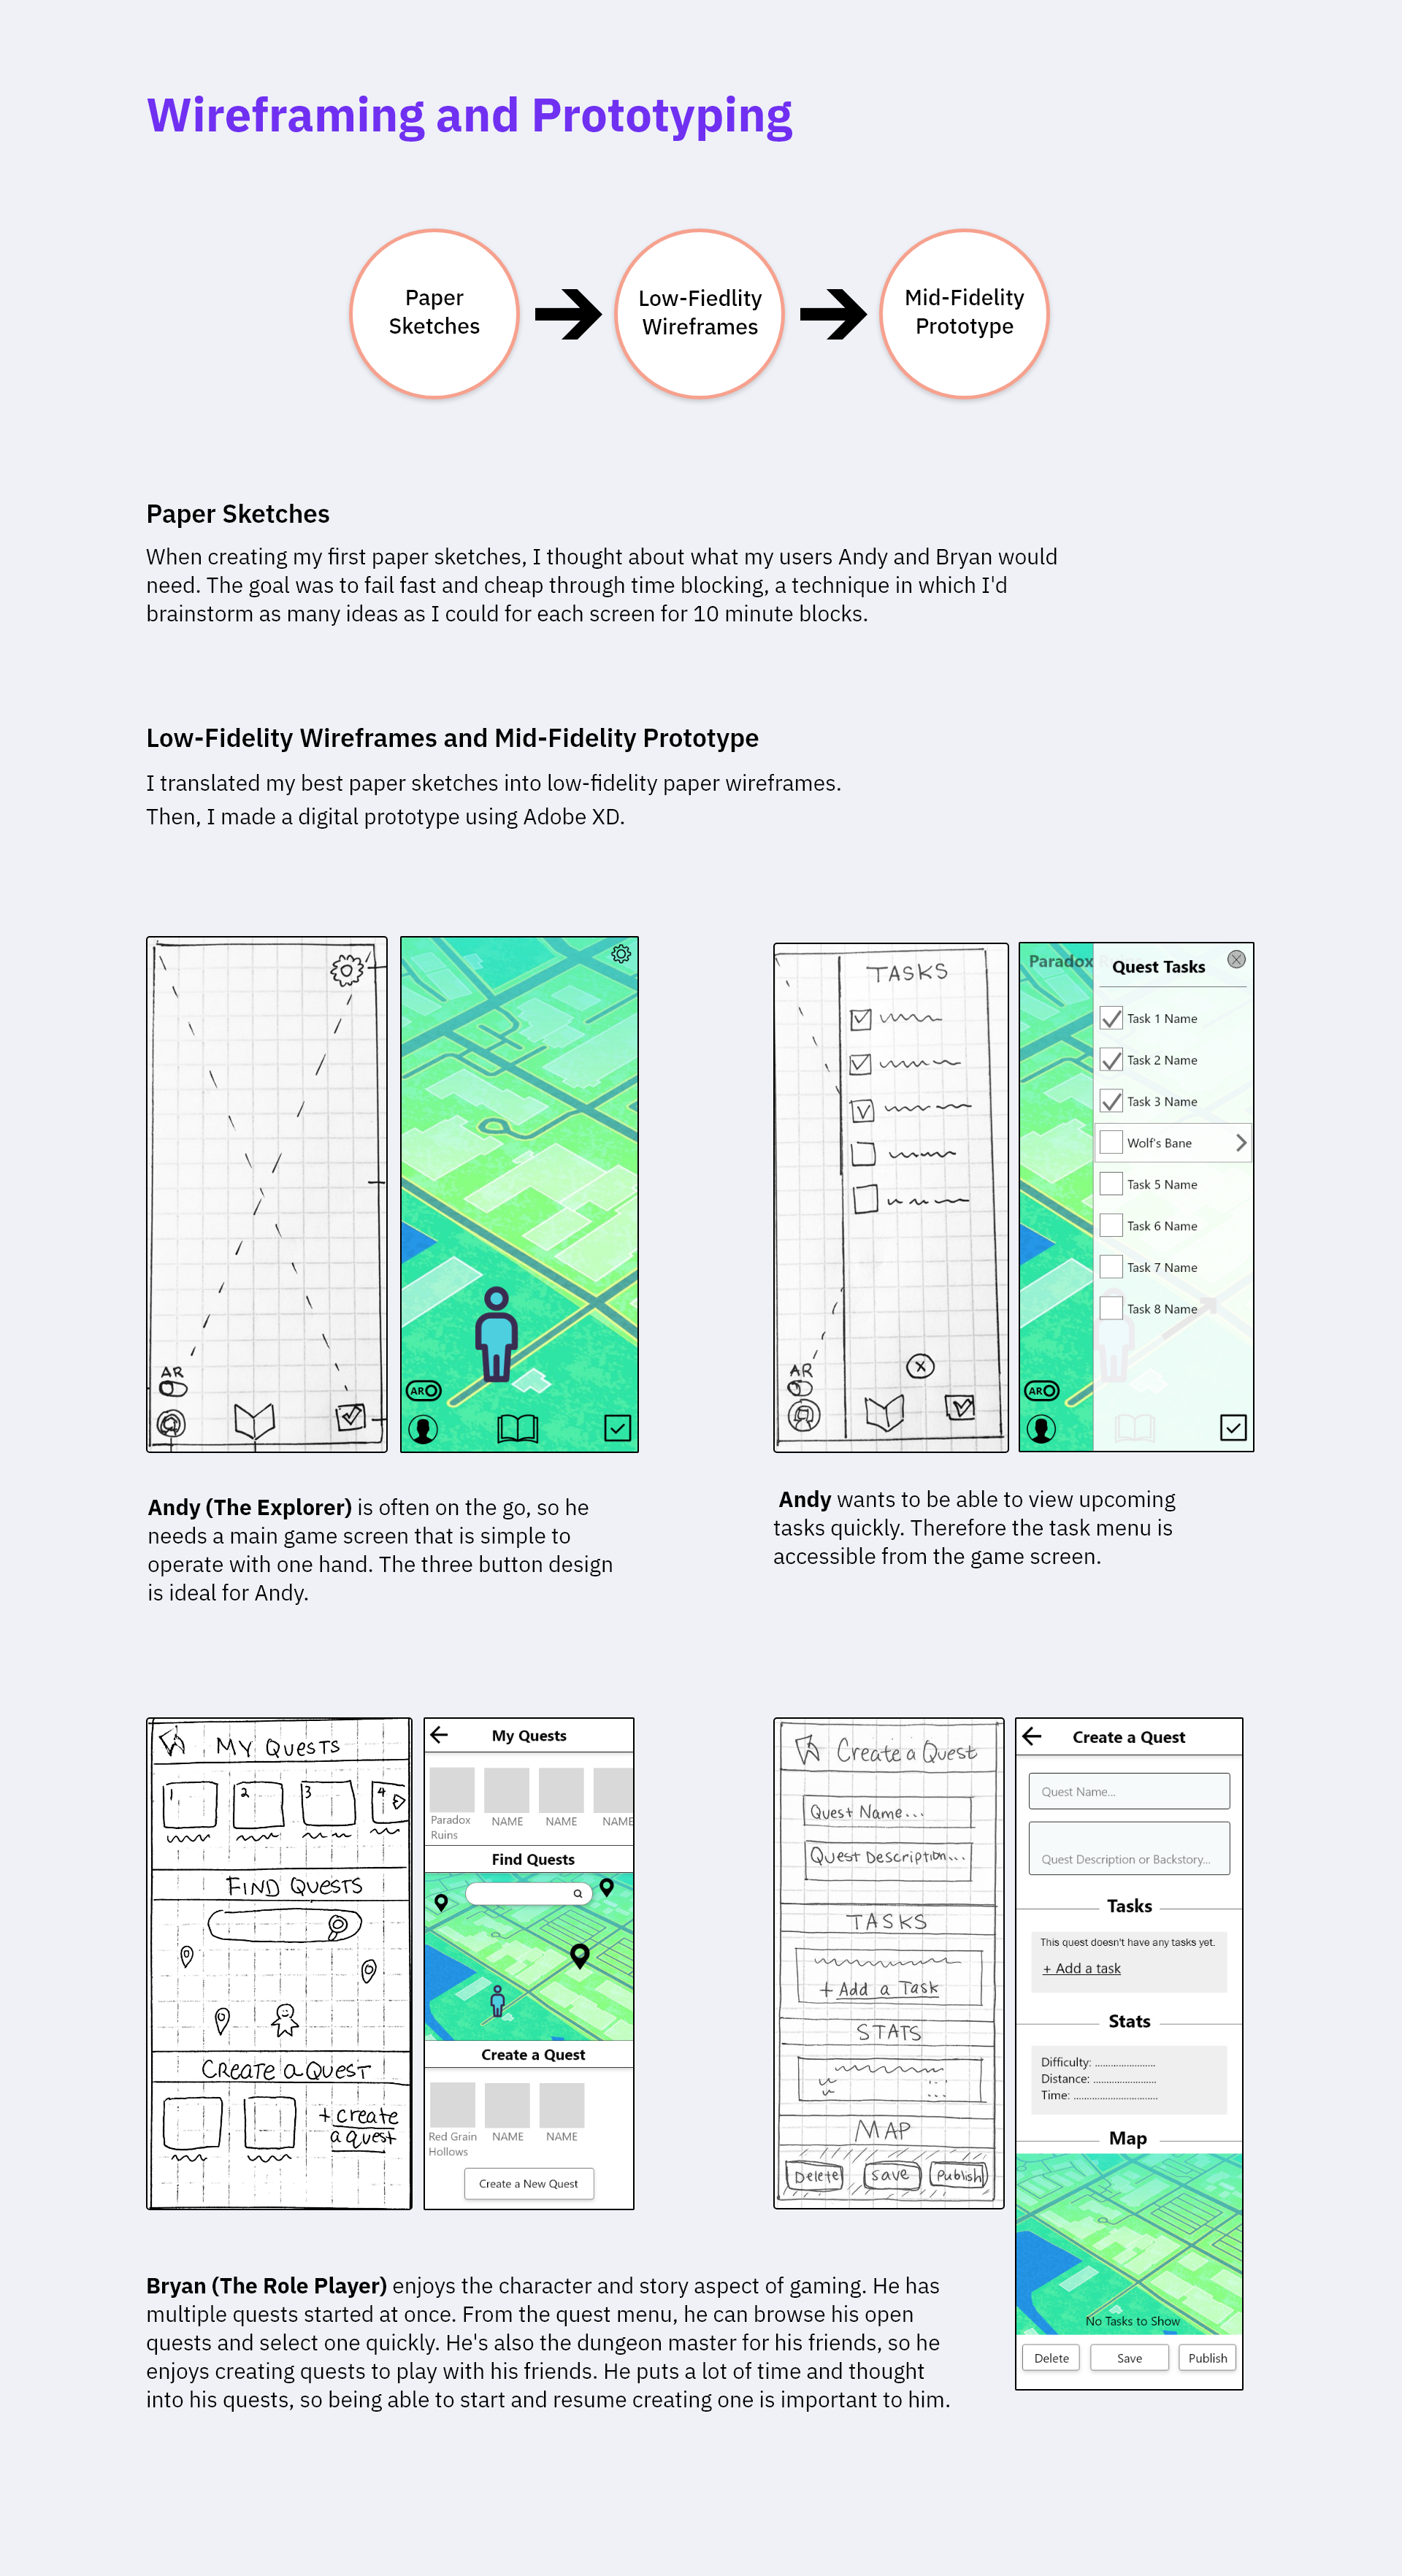 Wireframing and Prototyping
Paper
Sketches
Low-Fiedlity
Wireframes
Mid-Fidelity
Prototype
Paper Sketches
When creating my first paper sketches, I thought about what my users Andy and Bryan would
need. The goal was to fail fast and cheap through time blocking, a technique in which I'd
brainstorm as many ideas as I could for each screen for 10 minute blocks.
Low-Fidelity Wireframes and Mid-Fidelity Prototype
I translated my best paper sketches into low-fidelity paper wireframes.
Then, I made a digital prototype using Adobe XD.
AR
AR
TASKS
AR
Paradox
Quest Tasks
Task 1 Name
Task 2 Name
Task 3 Name
Wolf's Bane
Task 5 Name
Task 6 Name
Task 7 Name
Task 8 Name
AR
Andy (The Explorer) is often on the go, so he
needs a main game screen that is simple to
operate with one hand. The three button design
is ideal for Andy.
Andy wants to be able to view upcoming
tasks quickly. Therefore the task menu is
accessible from the game screen.
MY QUESTS
1 2 3 4
FIND QUESTS
CREATE a QUEST
+ create
a quest
My Quests
Paradox
Ruins
NAME
NAME
NAME
Find Quests
Create a Quest
Red Grain
Hollows
NAME
NAME
Create a New Quest
Create a Quest
Quest Name...
Quest Description...
TASKS
+ Add a Task
STATS
MAP
Delete
Save
Publish
Create a Quest
Quest Name...
Quest Description or Backstory...
Tasks
This quest doesn't have any tasks yet.
+ Add a task
Stats
Difficulty: .......................
Distance: ........................
Time: ................................
Map
No Tasks to Show
Delete
Save
Publish
Bryan (The Role Player) enjoys the character and story aspect of gaming. He has
multiple quests started at once. From the quest menu, he can browse his open
quests and select one quickly. He's also the dungeon master for his friends, so he
enjoys creating quests to play with his friends. He puts a lot of time and thought
into his quests, so being able to start and resume creating one is important to him.